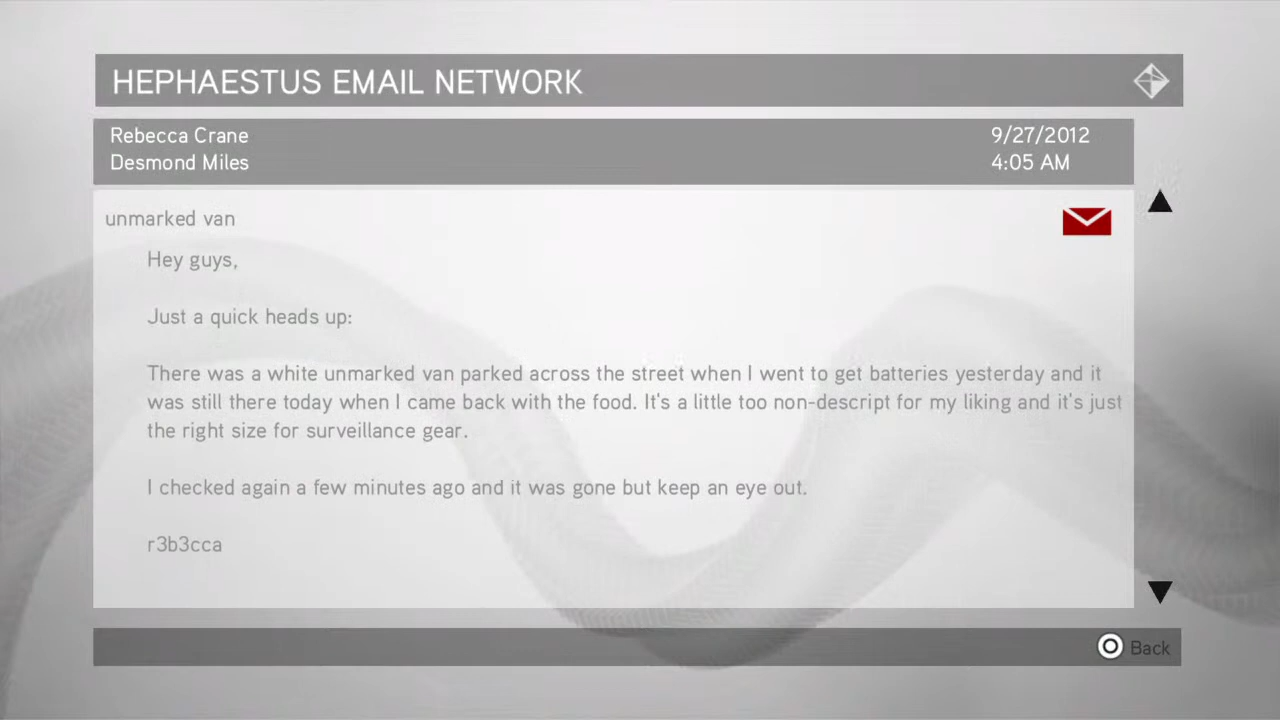 HEPHAESTUS EMAIL NETWORK
Rebecca Crane
9/27/2012
Desmond Miles
4:05 AM
unmarked van
Hey guys,
Just a quick heads up:
There was a white unmarked van parked across the street when I went to get batteries yesterday and it
was still there today when I came back with the food. It's a little too non-descript for my liking and it's just
the right size for surveillance gear.
I checked again a few minutes ago and it was gone but keep an eye out.
r3b3cca
Back